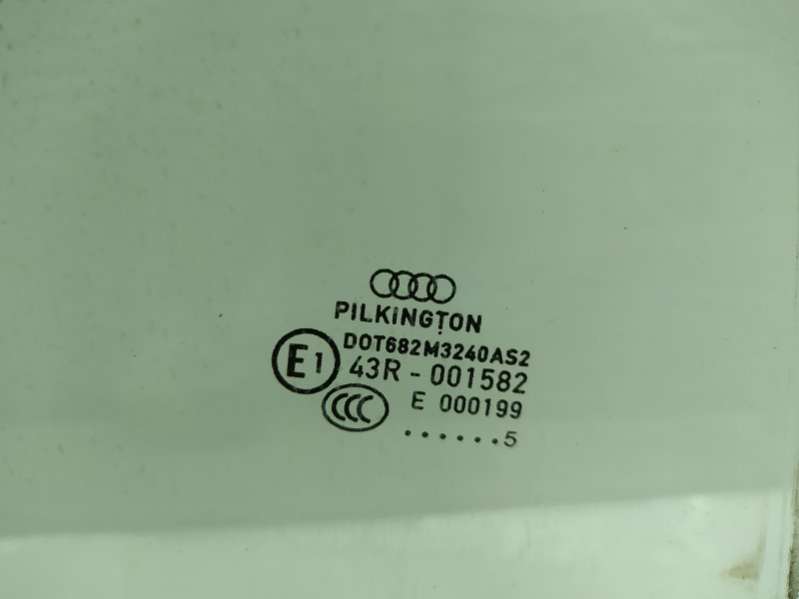 PILKINGTON
DOT682M3240AS2
E1 43R - 001582
CCC E 000199
. . . . . . . 5